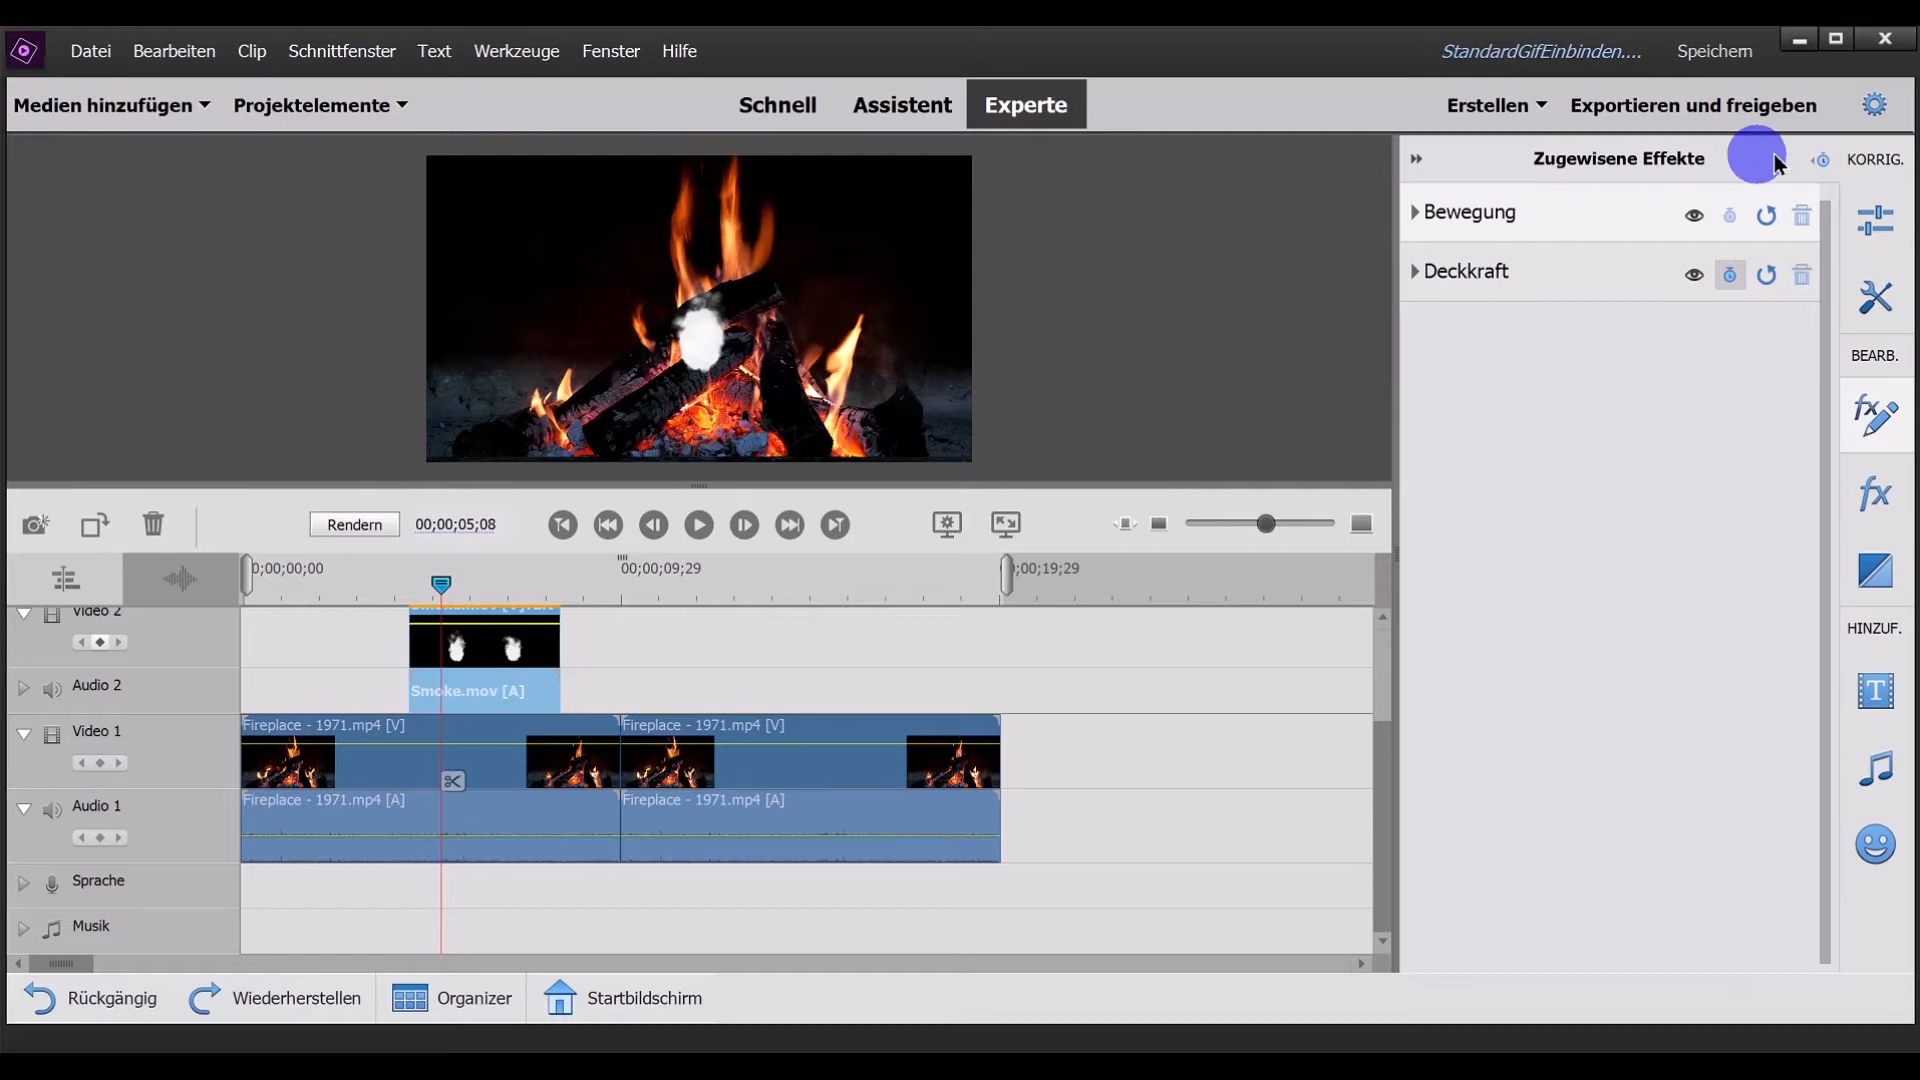 Datei Bearbeiten Clip Schnittfenster Text Werkzeuge Fenster Hilfe StandardGifEinbinden.... Speichern
Medien hinzufügen Projektelemente Schnell Assistent Experte Erstellen Exportieren und freigeben
Zugewisene Effekte KORRIG.
Bewegung
Deckkraft
BEARB.
fx
fx
Rendern 00;00;05;08
0;00;00;00 00;00;09;29 0;00;19;29
Video 2
HINZUF.
T
Audio 2 Smoke.mov [A]
Video 1 Fireplace - 1971.mp4 [V] Fireplace - 1971.mp4 [V]
Audio 1 Fireplace - 1971.mp4 [A] Fireplace - 1971.mp4 [A]
Sprache
Musik
Rückgängig Wiederherstellen Organizer Startbildschirm